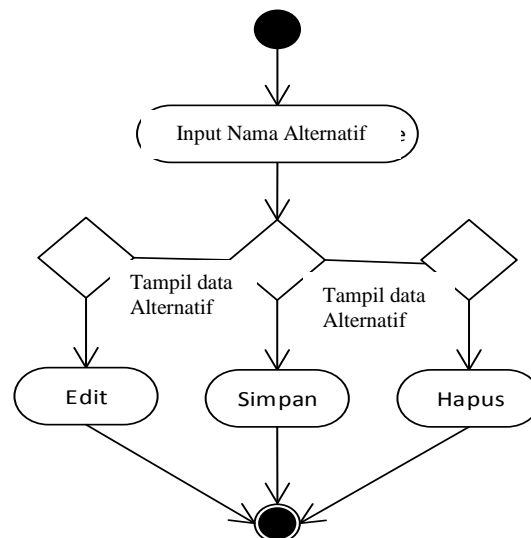 Input Nama Alternatif e
Tampil data
Alternatif
Tampil data
Alternatif
Edit
Simpan
Hapus